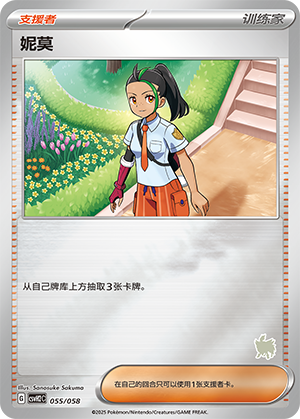 支援者 训练家
妮莫
从自己牌库上方抽取3张卡牌。
Illus. Sanosuke Sakuma
G CSVH2C 055/058
在自己的回合只可以使用1张支援者卡。
©2025 Pokémon/Nintendo/Creatures/GAME FREAK.